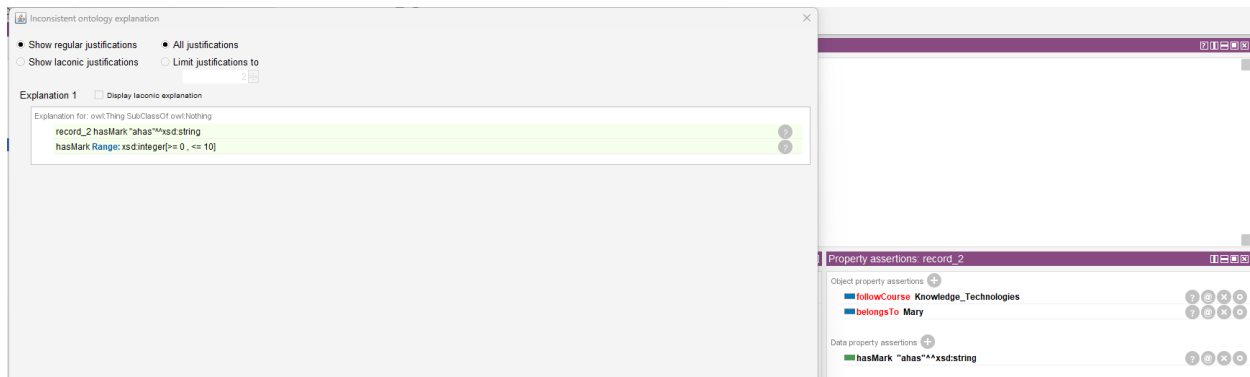 Inconsistent ontology explanation
Show regular justifications
All justifications
Show laconic justifications
Limit justifications to
2
Explanation 1
Display laconic explanation
Explanation for: owl:Thing SubClassOf owl:Nothing
record_2 hasMark "ahas"^^xsd:string
hasMark Range: xsd:integer[>= 0 , <= 10]
Property assertions: record_2
Object property assertions
followCourse Knowledge_Technologies
belongsTo Mary
Data property assertions
hasMark "ahas"^^xsd:string